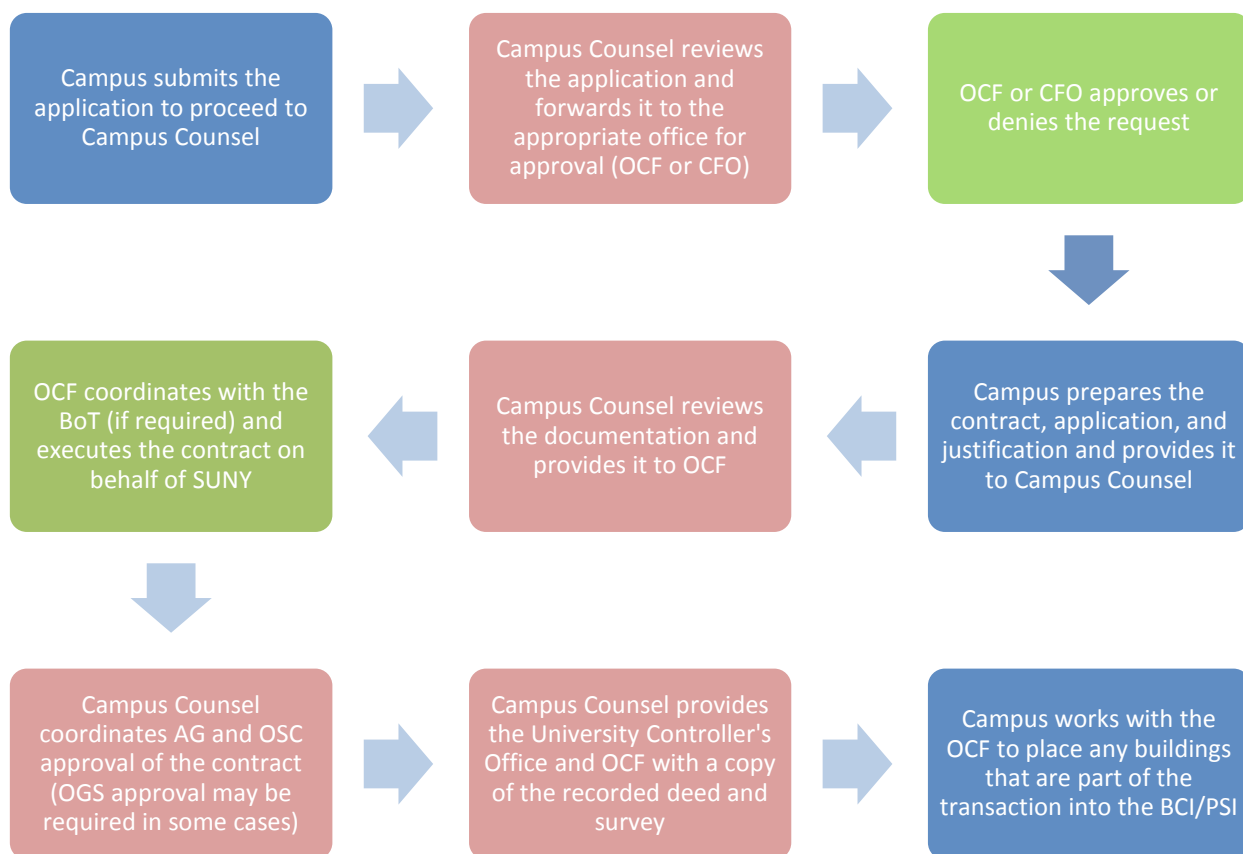 Campus submits the
application to proceed to
Campus Counsel
Campus Counsel reviews
the application and
forwards it to the
appropriate office for
approval (OCF or CFO)
OCF or CFO approves or
denies the request
Campus prepares the
contract, application, and
justification and provides it
to Campus Counsel
Campus Counsel reviews
the documentation and
provides it to OCF
OCF coordinates with the
BoT (if required) and
executes the contract on
behalf of SUNY
Campus Counsel
coordinates AG and OSC
approval of the contract
(OGS approval may be
required in some cases)
Campus Counsel provides
the University Controller's
Office and OCF with a copy
of the recorded deed and
survey
Campus works with the
OCF to place any buildings
that are part of the
transaction into the BCI/PSI